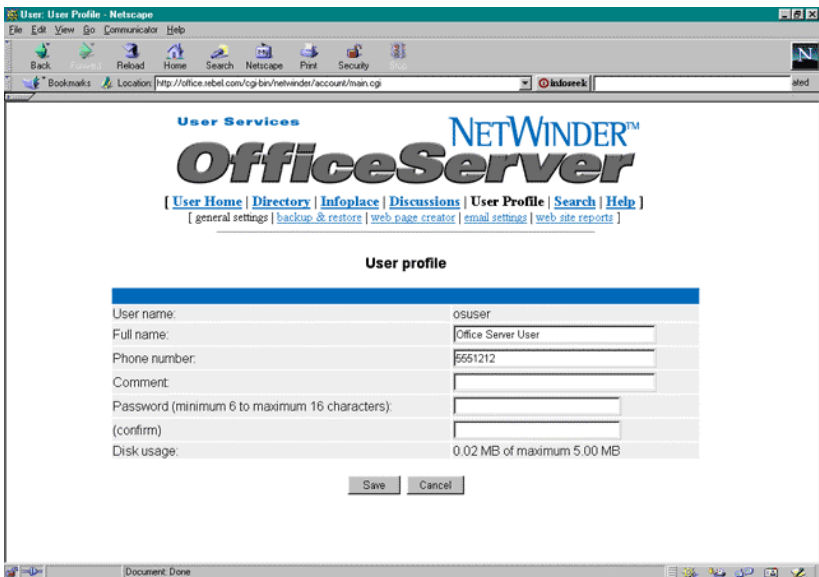 User: User Profile - Netscape
File Edit View Go Communicator Help
Back Forward Reload Home Search Netscape Print Security Stop
Bookmarks Location: http://office.rebel.com/cgi-bin/netwinder/account/main.cgi infoseek ated
N
User Services
NETWINDER™
OfficeServer
[ User Home | Directory | Infoplace | Discussions | User Profile | Search | Help ]
[ general settings | backup & restore | web page creator | email settings | web site reports ]
User profile
User name: osuser
Full name: Office Server User
Phone number: 5551212
Comment:
Password (minimum 6 to maximum 16 characters):
(confirm)
Disk usage: 0.02 MB of maximum 5.00 MB
Save Cancel
Document: Done